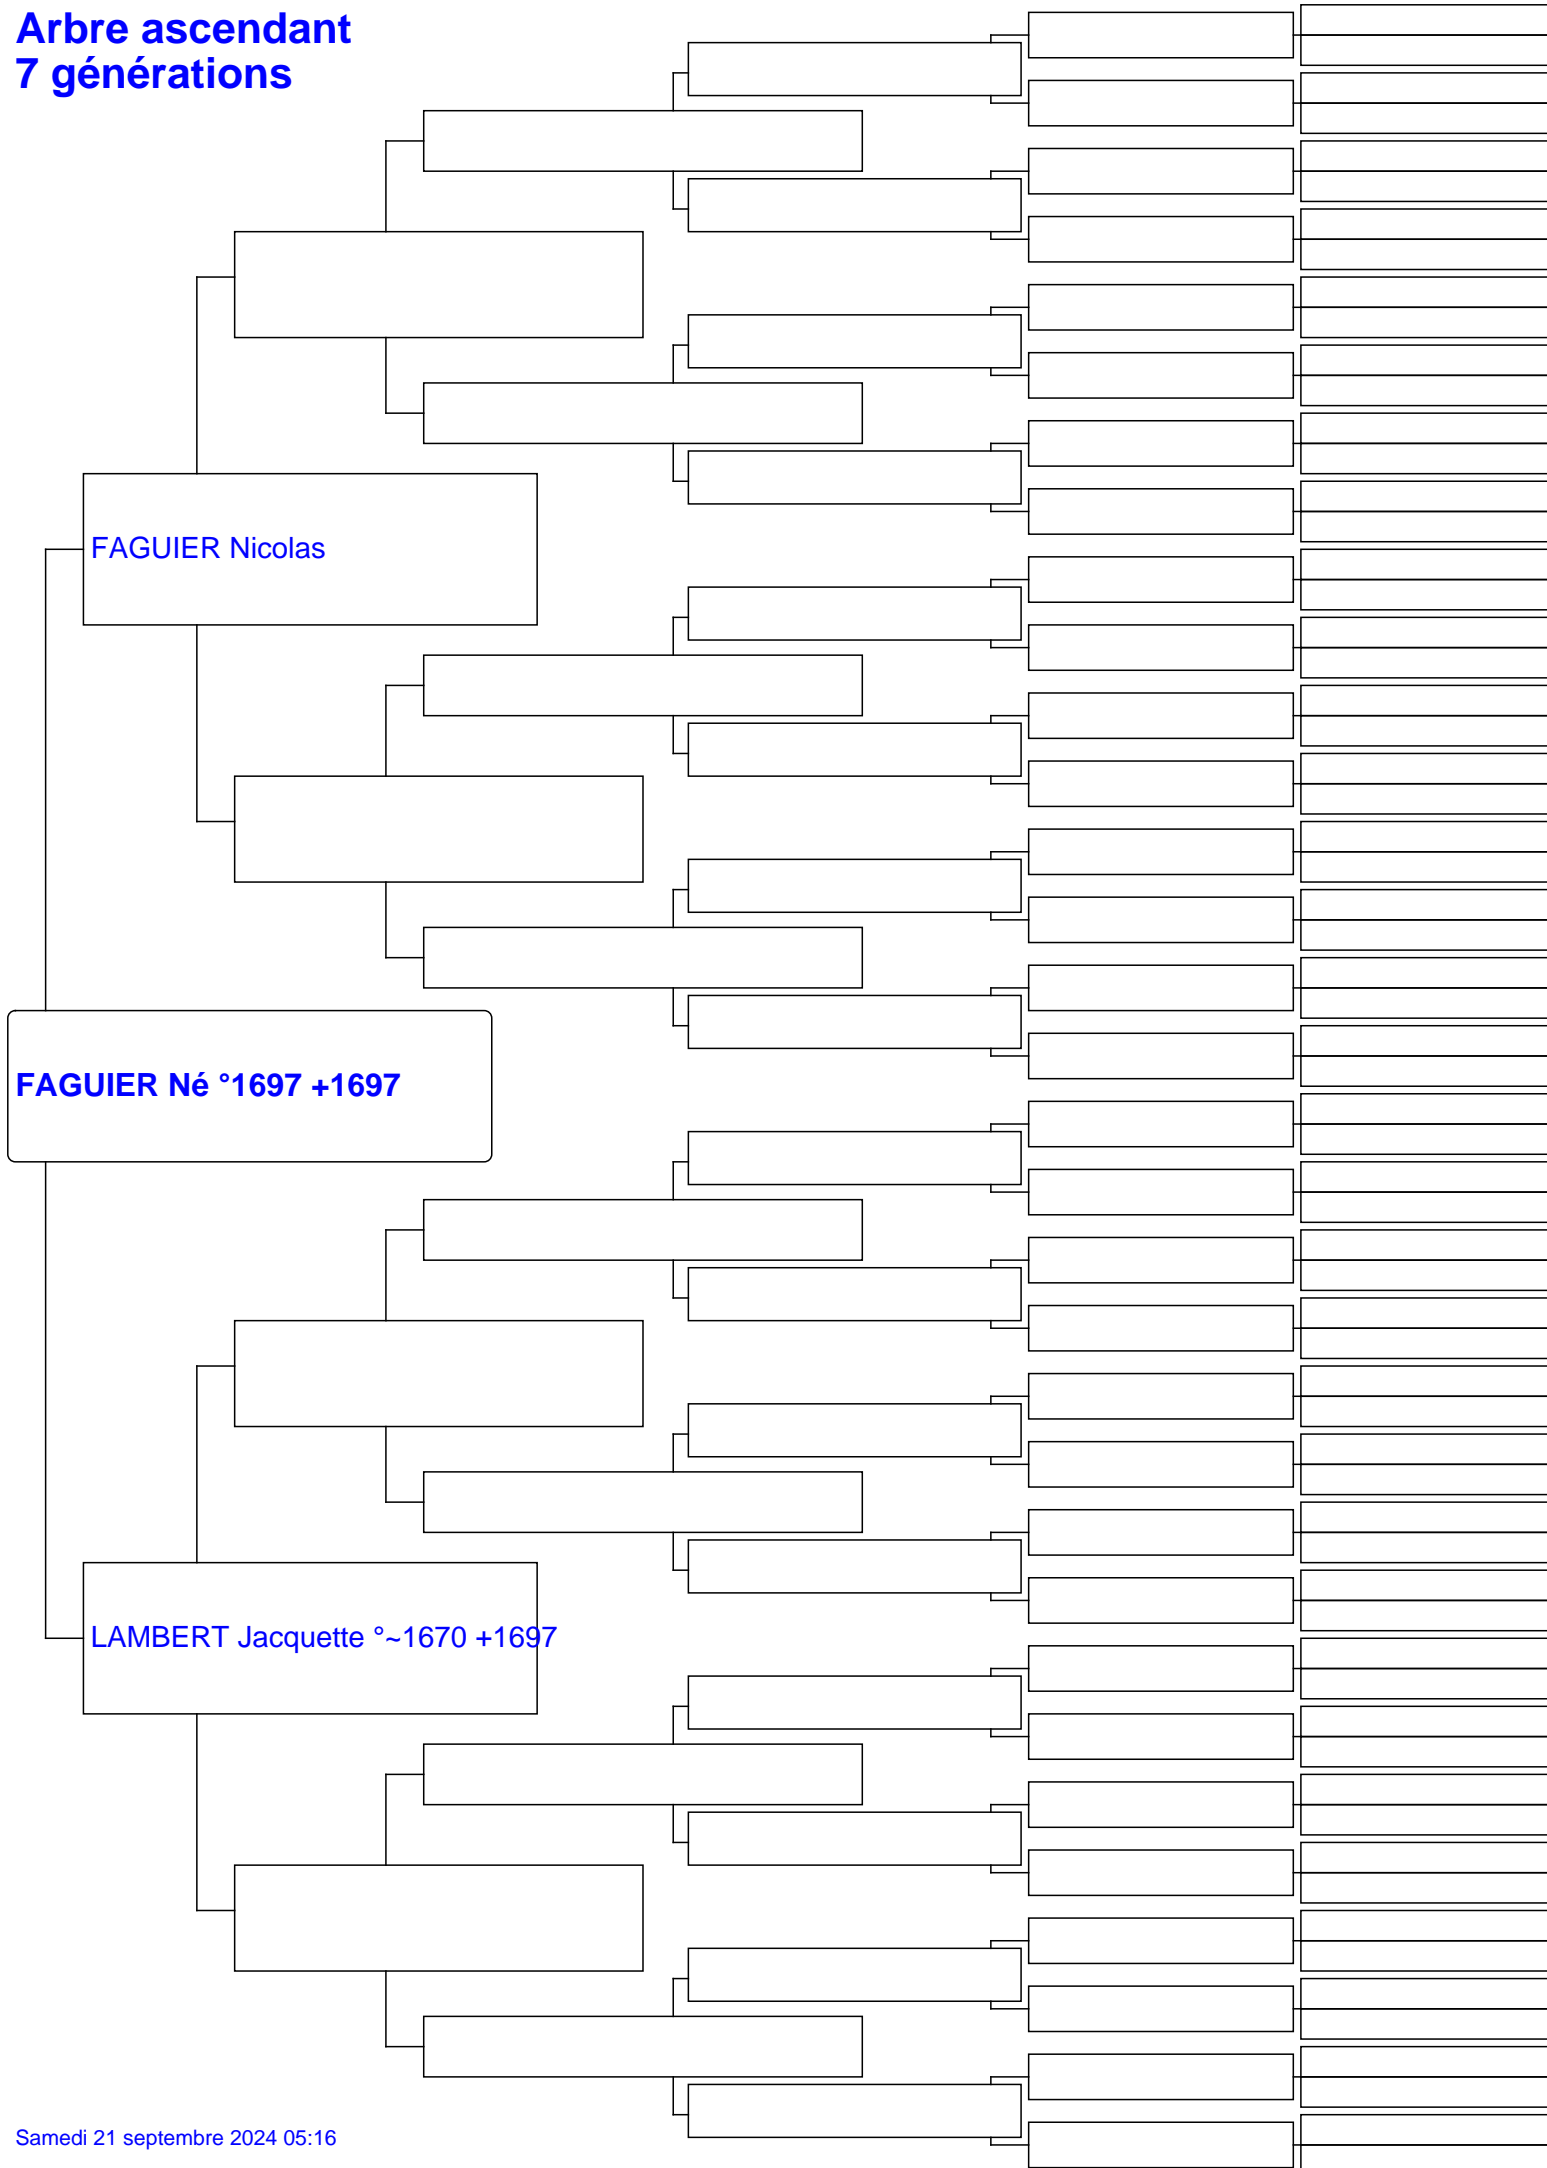 Arbre ascendant
7 générations
FAGUIER Nicolas
FAGUIER Né °1697 +1697
LAMBERT Jacquette °~1670 +1697
Samedi 21 septembre 2024 05:16